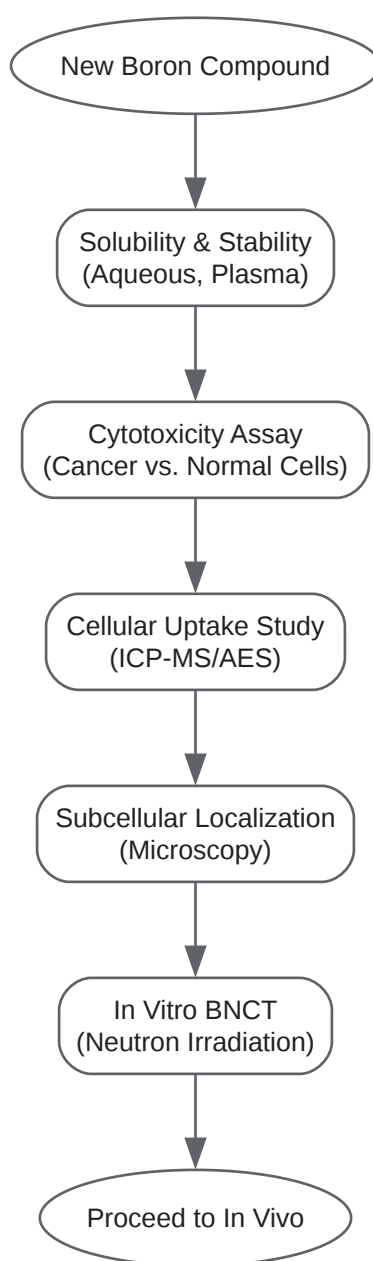 New Boron Compound
Solubility & Stability
(Aqueous, Plasma)
Cytotoxicity Assay
(Cancer vs. Normal Cells)
Cellular Uptake Study
(ICP-MS/AES)
Subcellular Localization
(Microscopy)
In Vitro BNCT
(Neutron Irradiation)
Proceed to In Vivo